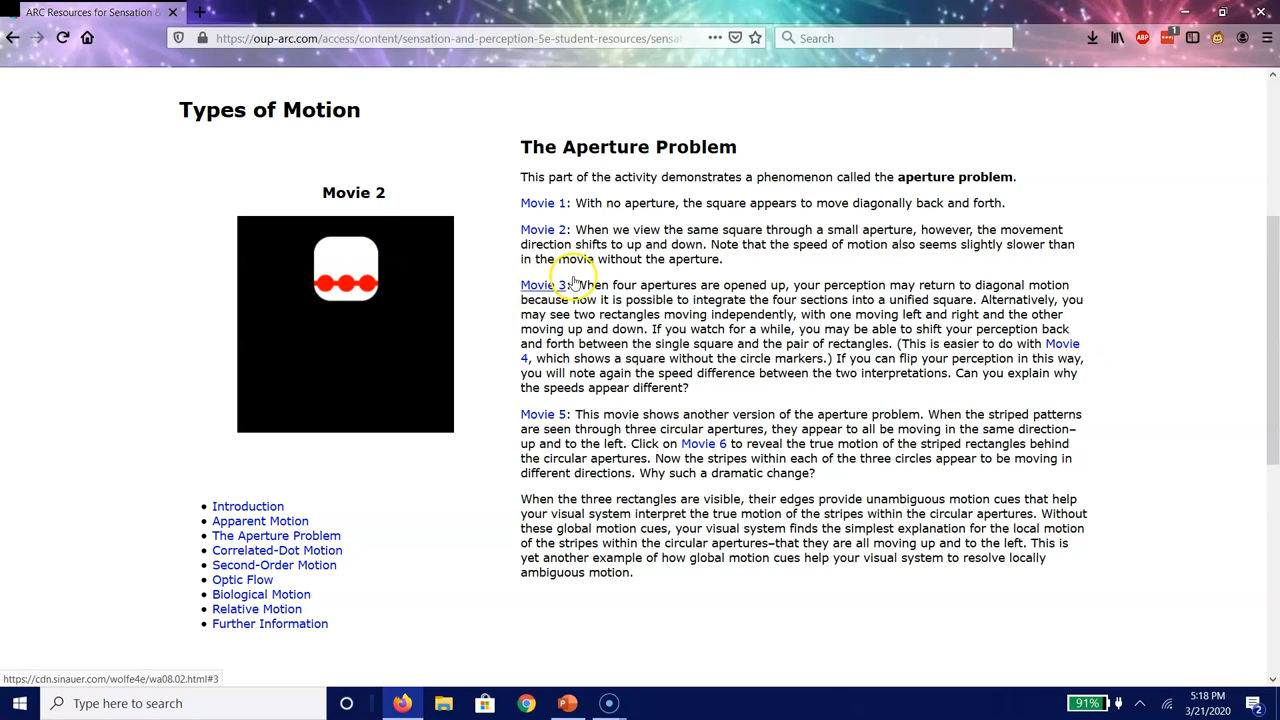 ARC Resources for Sensation &
https://oup-arc.com/access/content/sensation-and-perception-5e-student-resources/sensa
Search
ABP
1
Types of Motion
Movie 2
The Aperture Problem
This part of the activity demonstrates a phenomenon called the aperture problem.
Movie 1: With no aperture, the square appears to move diagonally back and forth.
Movie 2: When we view the same square through a small aperture, however, the movement
direction shifts to up and down. Note that the speed of motion also seems slightly slower than
in the movie without the aperture.
Movie 3: When four apertures are opened up, your perception may return to diagonal motion
because now it is possible to integrate the four sections into a unified square. Alternatively, you
may see two rectangles moving independently, with one moving left and right and the other
moving up and down. If you watch for a while, you may be able to shift your perception back
and forth between the single square and the pair of rectangles. (This is easier to do with Movie
4, which shows a square without the circle markers.) If you can flip your perception in this way,
you will note again the speed difference between the two interpretations. Can you explain why
the speeds appear different?
Movie 5: This movie shows another version of the aperture problem. When the striped patterns
are seen through three circular apertures, they appear to all be moving in the same direction–
up and to the left. Click on Movie 6 to reveal the true motion of the striped rectangles behind
the circular apertures. Now the stripes within each of the three circles appear to be moving in
different directions. Why such a dramatic change?
When the three rectangles are visible, their edges provide unambiguous motion cues that help
your visual system interpret the true motion of the stripes within the circular apertures. Without
these global motion cues, your visual system finds the simplest explanation for the local motion
of the stripes within the circular apertures–that they are all moving up and to the left. This is
yet another example of how global motion cues help your visual system to resolve locally
ambiguous motion.
Introduction
Apparent Motion
The Aperture Problem
Correlated-Dot Motion
Second-Order Motion
Optic Flow
Biological Motion
Relative Motion
Further Information
https://cdn.sinauer.com/wolfe4e/wa08.02.html#3
Type here to search
91%
5:18 PM
3/21/2020
2